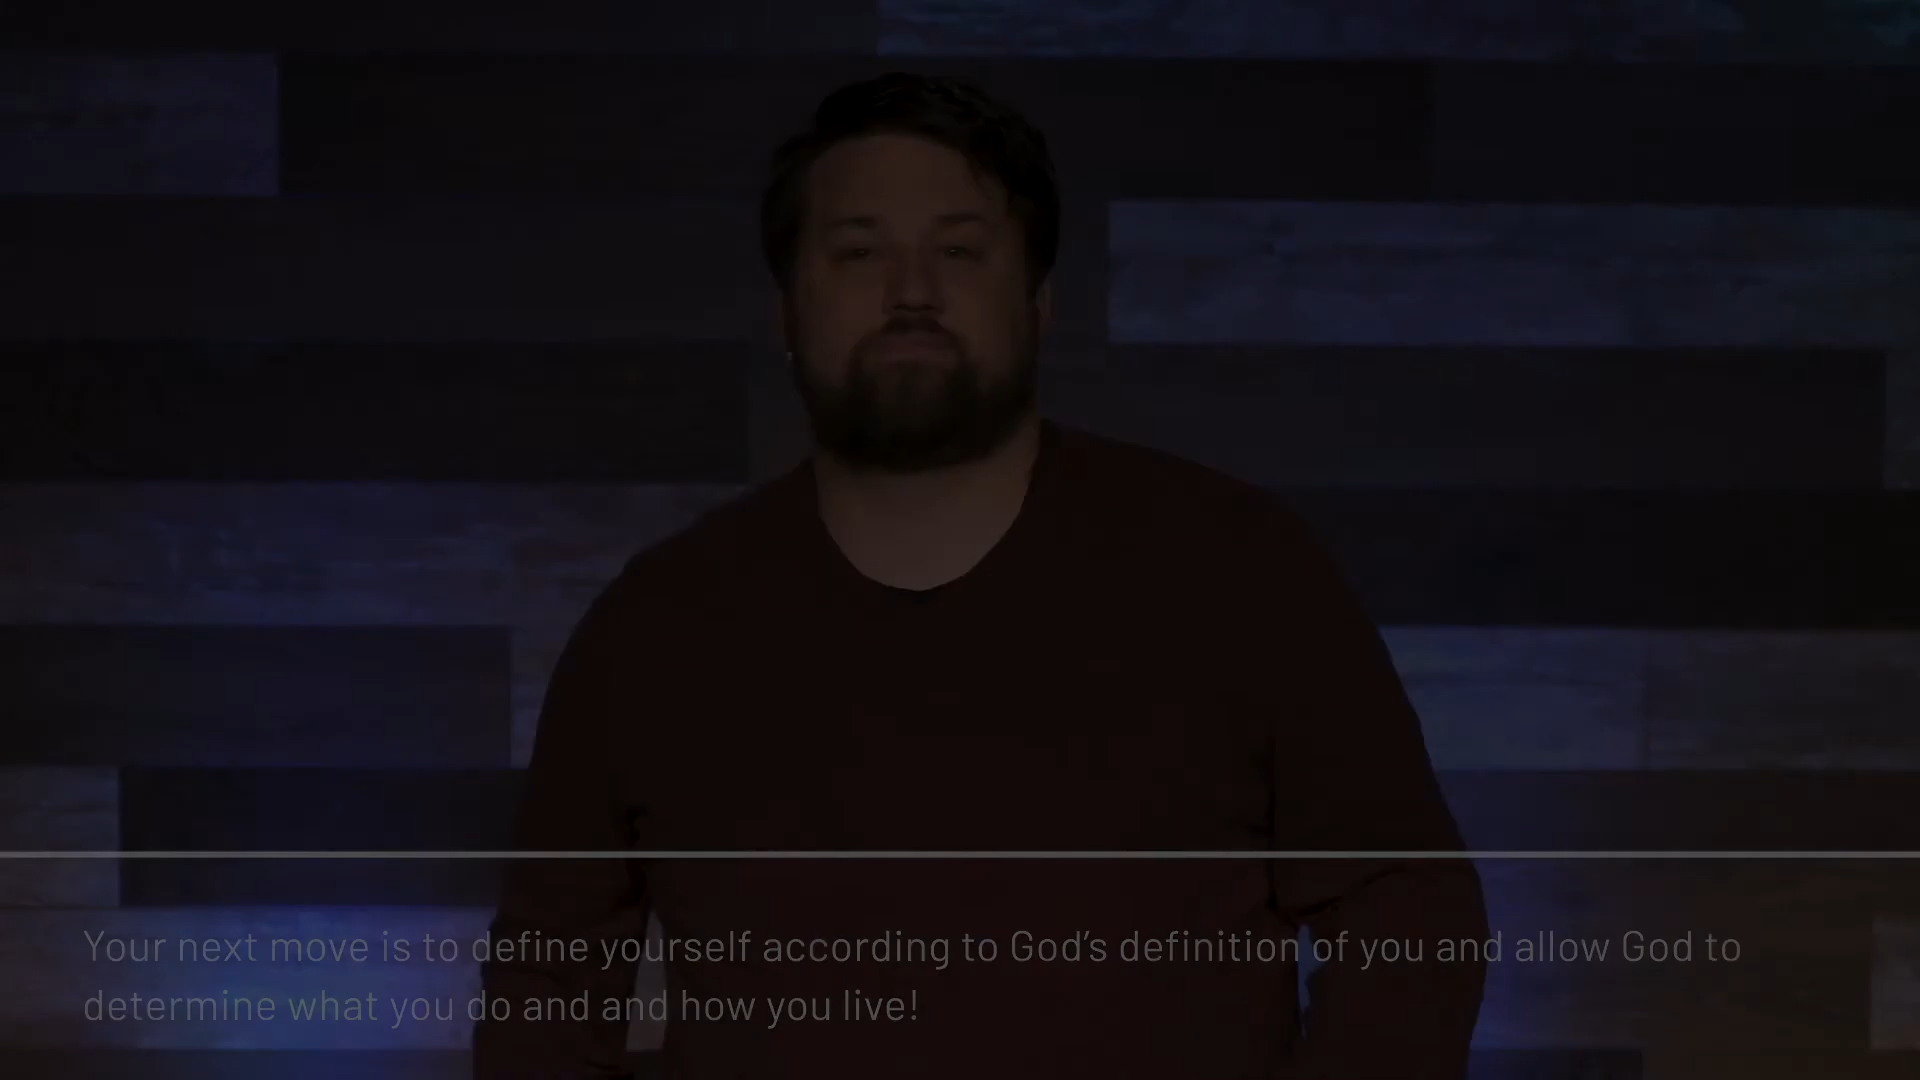 Your next move is to define yourself according to God’s definition of you and allow God to
determine what you do and and how you live!